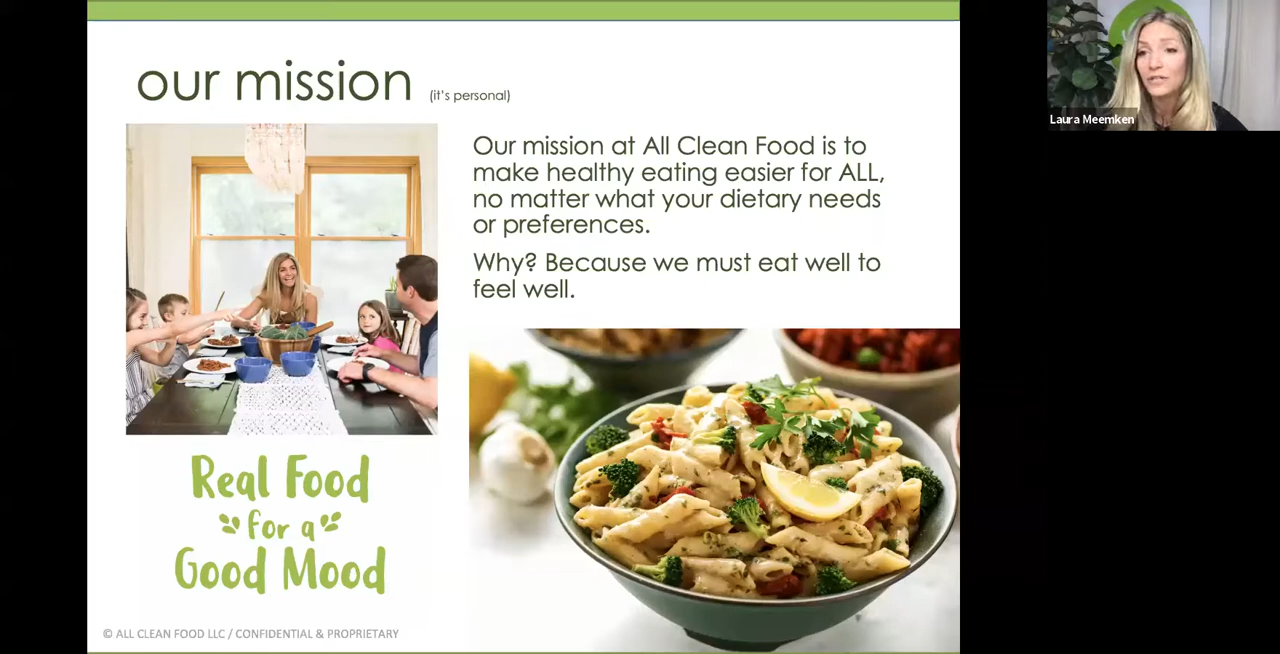 our mission (it's personal)
Our mission at All Clean Food is to
make healthy eating easier for ALL,
no matter what your dietary needs
or preferences.
Why? Because we must eat well to
feel well.
Real Food
for a
Good Mood
© ALL CLEAN FOOD LLC / CONFIDENTIAL & PROPRIETARY
Laura Meemken